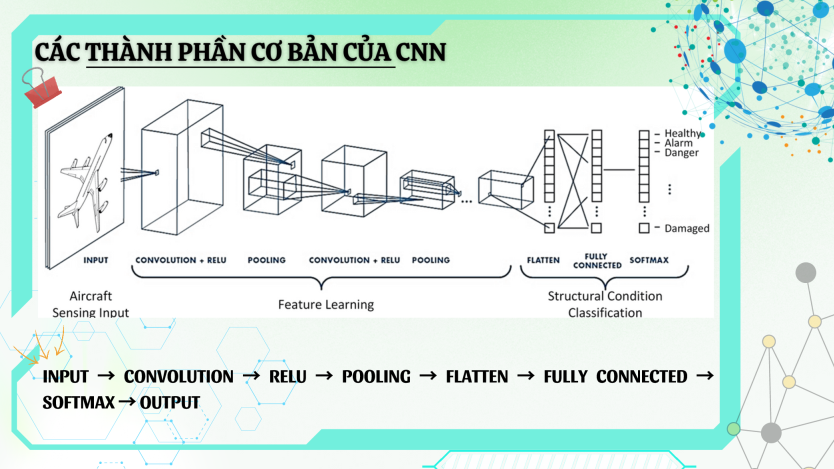 CÁC THÀNH PHẦN CƠ BẢN CỦA CNN
Healthy
Alarm
Danger
Damaged
INPUT
CONVOLUTION + RELU
POOLING
CONVOLUTION + RELU
POOLING
FLATTEN
FULLY
CONNECTED
SOFTMAX
Aircraft
Sensing Input
Feature Learning
Structural Condition
Classification
INPUT → CONVOLUTION → RELU → POOLING → FLATTEN → FULLY CONNECTED →
SOFTMAX → OUTPUT